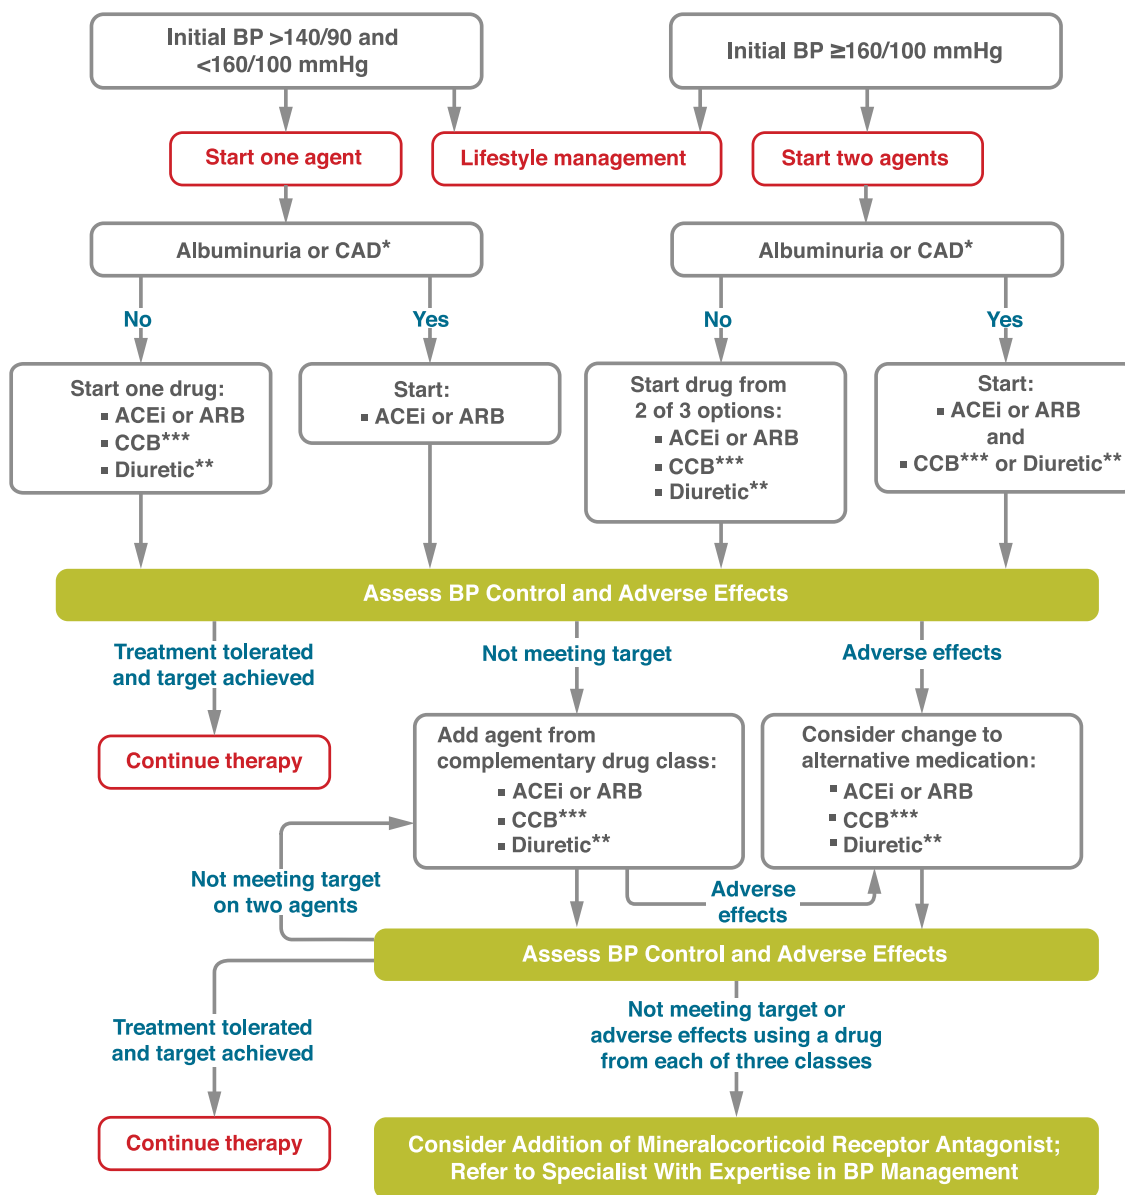 Initial BP >140/90 and
<160/100 mmHg
Initial BP ≥160/100 mmHg
Start one agent
Lifestyle management
Start two agents
Albuminuria or CAD*
Albuminuria or CAD*
No
Yes
No
Yes
Start one drug:
▪ ACEi or ARB
▪ CCB***
▪ Diuretic**
Start:
▪ ACEi or ARB
Start drug from
2 of 3 options:
▪ ACEi or ARB
▪ CCB***
▪ Diuretic**
Start:
▪ ACEi or ARB
and
▪ CCB*** or Diuretic**
Assess BP Control and Adverse Effects
Treatment tolerated
and target achieved
Not meeting target
Adverse effects
Continue therapy
Add agent from
complementary drug class:
▪ ACEi or ARB
▪ CCB***
▪ Diuretic**
Consider change to
alternative medication:
▪ ACEi or ARB
▪ CCB***
▪ Diuretic**
Not meeting target
on two agents
Adverse
effects
Assess BP Control and Adverse Effects
Treatment tolerated
and target achieved
Not meeting target or
adverse effects using a drug
from each of three classes
Continue therapy
Consider Addition of Mineralocorticoid Receptor Antagonist;
Refer to Specialist With Expertise in BP Management